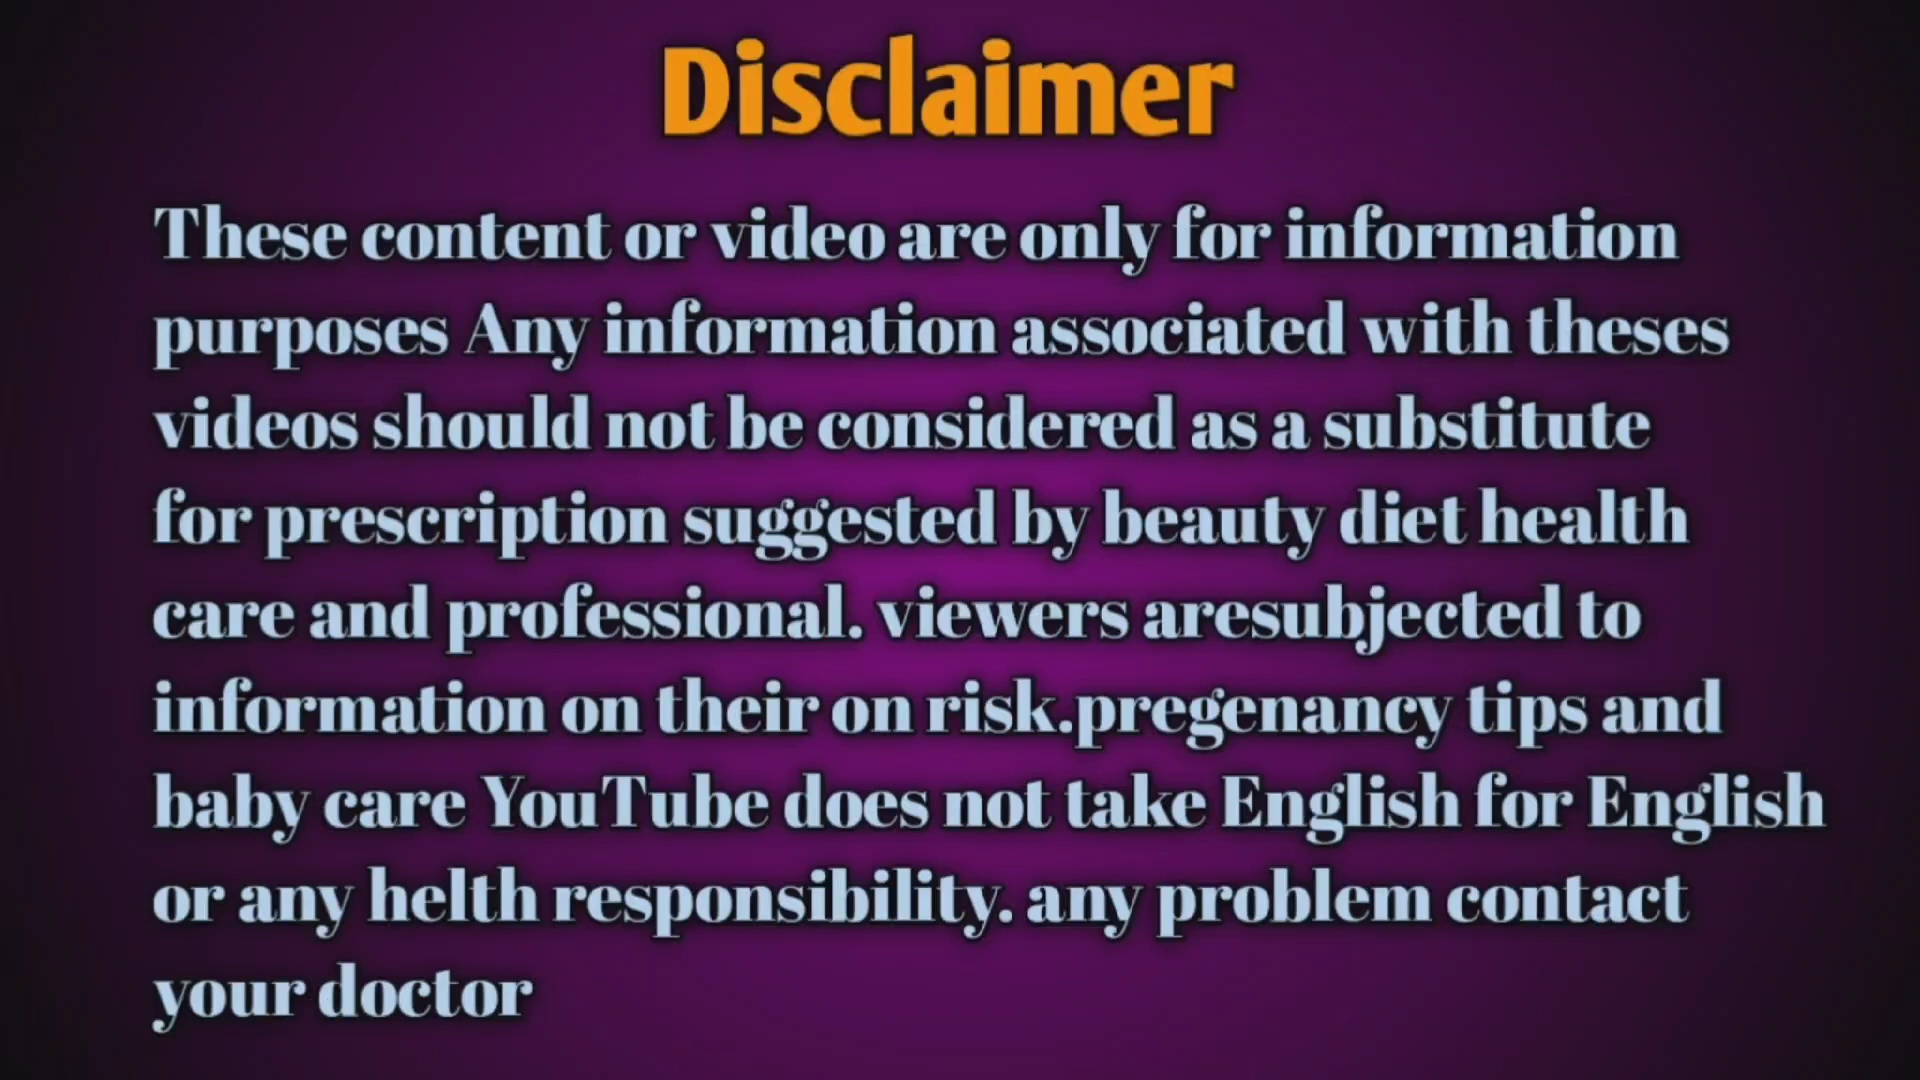 Disclaimer
These content or video are only for information
purposes Any information associated with theses
videos should not be considered as a substitute
for prescription suggested by beauty diet health
care and professional. viewers aresubjected to
information on their on risk.pregenancy tips and
baby care YouTube does not take English for English
or any helth responsibility. any problem contact
your doctor